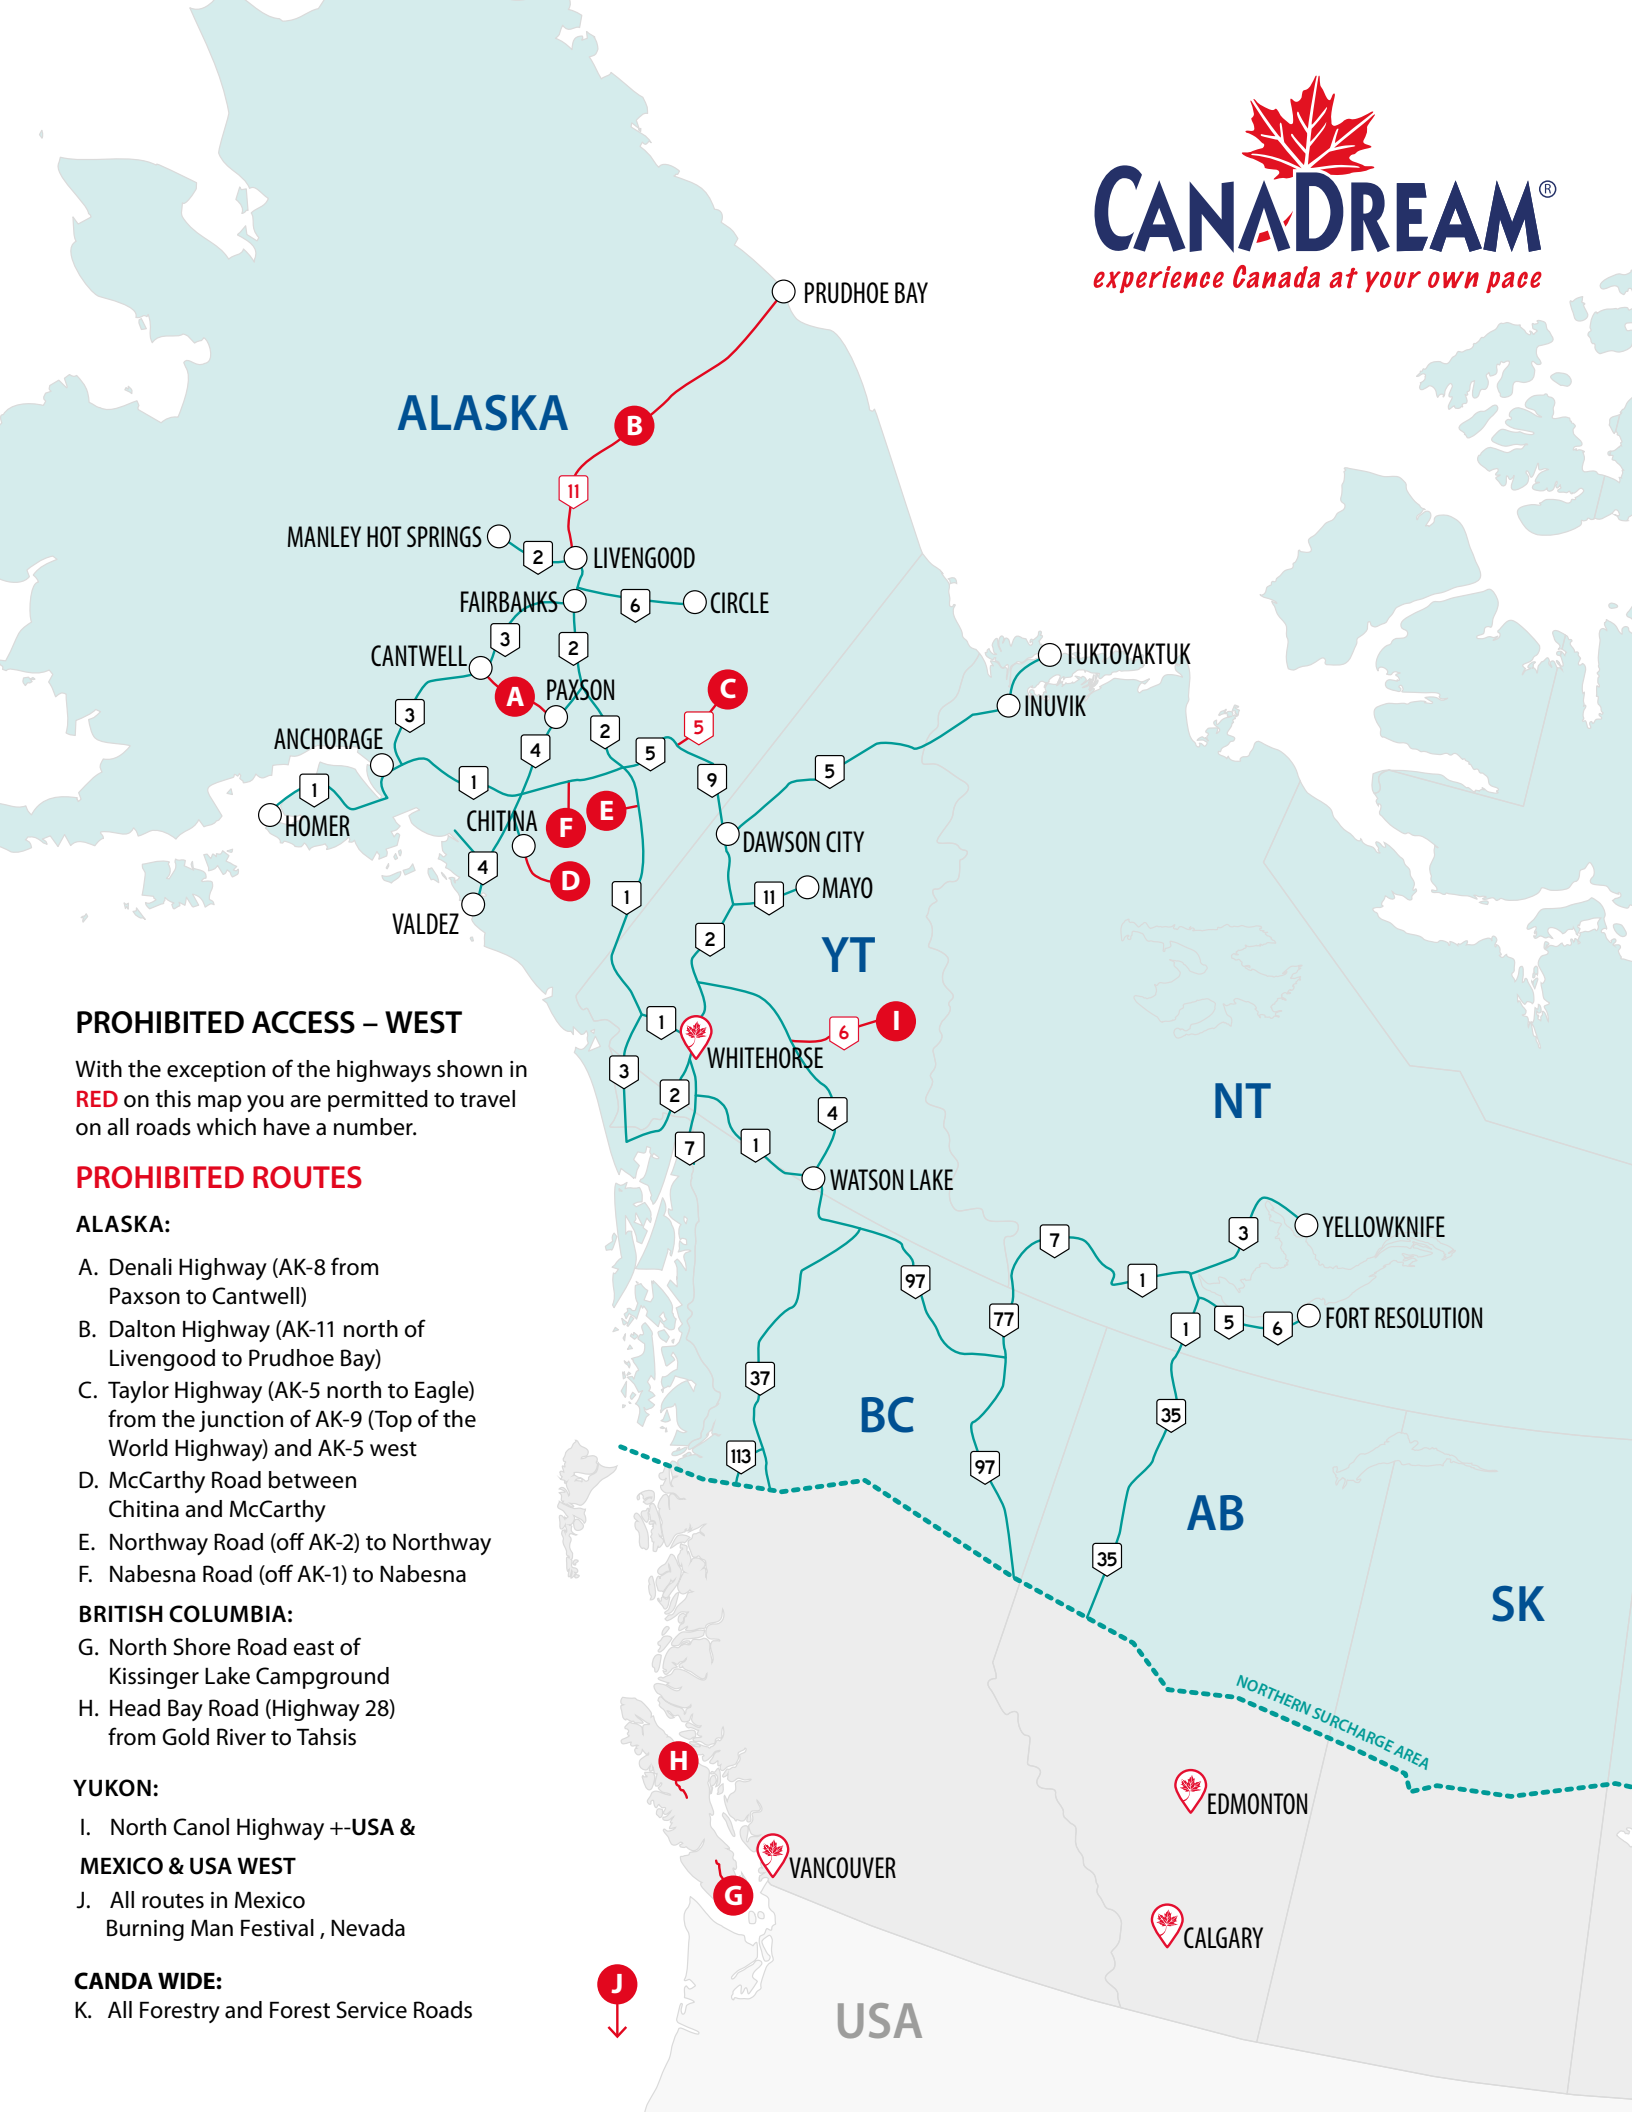 CANADREAM®
experience Canada at your own pace
PRUDHOE BAY
ALASKA
B
11
MANLEY HOT SPRINGS
2
LIVENGOOD
FAIRBANKS
6
CIRCLE
3
2
CANTWELL
TUKTOYAKTUK
A
PAXSON
C
INUVIK
3
5
2
ANCHORAGE
4
5
9
5
1
1
E
HOMER
CHITINA
F
DAWSON CITY
4
D
1
11
MAYO
VALDEZ
2
YT
PROHIBITED ACCESS – WEST
With the exception of the highways shown in
RED on this map you are permitted to travel
on all roads which have a number.
1
6
I
WHITEHORSE
3
2
4
NT
7
1
WATSON LAKE
PROHIBITED ROUTES
ALASKA:
A. Denali Highway (AK-8 from
Paxson to Cantwell)
B. Dalton Highway (AK-11 north of
Livengood to Prudhoe Bay)
C. Taylor Highway (AK-5 north to Eagle)
from the junction of AK-9 (Top of the
World Highway) and AK-5 west
D. McCarthy Road between
Chitina and McCarthy
E. Northway Road (off AK-2) to Northway
F. Nabesna Road (off AK-1) to Nabesna
BRITISH COLUMBIA:
G. North Shore Road east of
Kissinger Lake Campground
H. Head Bay Road (Highway 28)
from Gold River to Tahsis
YUKON:
I. North Canol Highway +-USA &
MEXICO & USA WEST
J. All routes in Mexico
Burning Man Festival , Nevada
CANDA WIDE:
K. All Forestry and Forest Service Roads
7
3
YELLOWKNIFE
97
1
77
1
5
6
FORT RESOLUTION
37
BC
35
113
97
AB
35
SK
NORTHERN SURCHARGE AREA
H
EDMONTON
VANCOUVER
G
CALGARY
J
USA